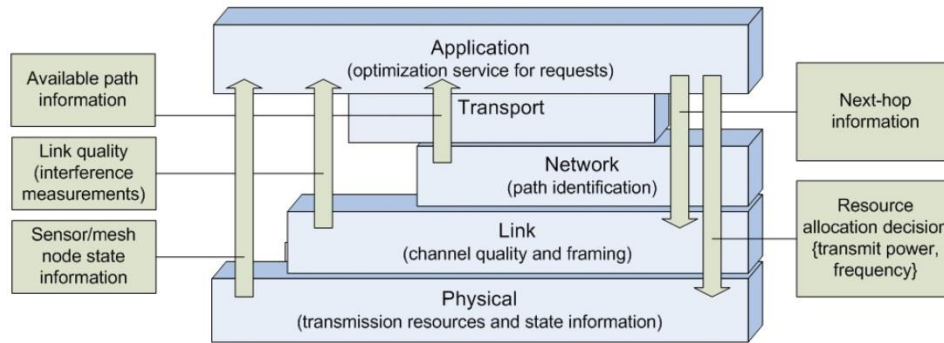 Application
(optimization service for requests)
Available path
information
Transport
Next-hop
information
Link quality
(interference
measurements)
Network
(path identification)
Sensor/mesh
node state
information
Link
(channel quality and framing)
Resource
allocation decision
{transmit power,
frequency}
Physical
(transmission resources and state information)